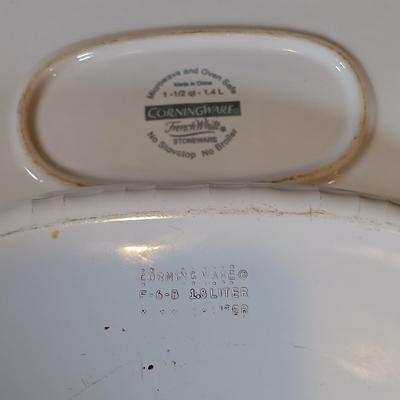 Microwave and Oven Safe
Made in China
1 -1/2 qt - 1.4 L
CORNINGWARE®
French White®
STONEWARE
No Stovetop No Broiler
CORNING WARE®
F-6-B 1.8 LITER
LITER